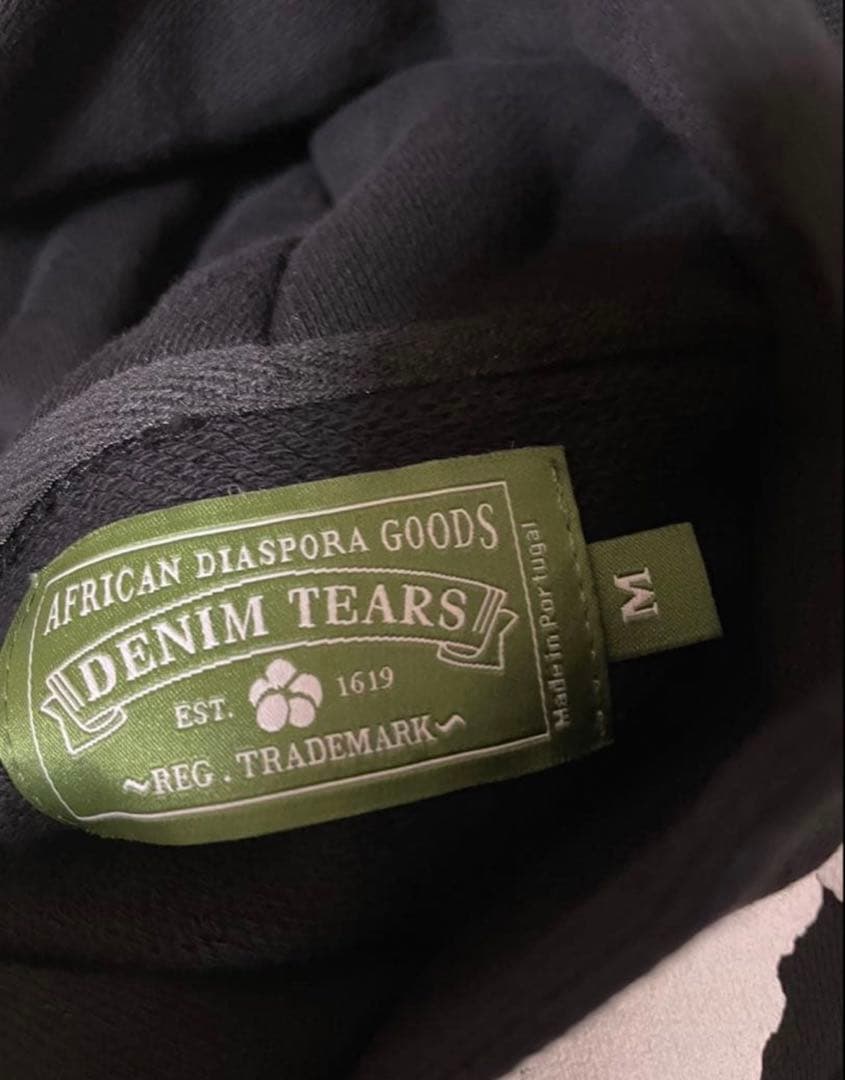 AFRICAN DIASPORA GOODS
DENIM TEARS
EST. 1619
~REG . TRADEMARK~
Made in Portugal
M